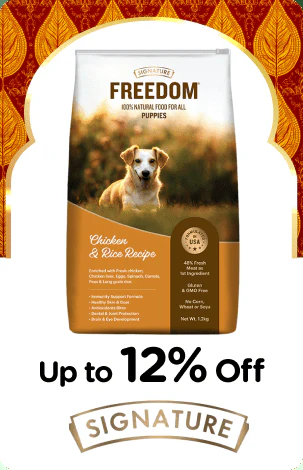 SIGNATURE
FREEDOM
100% NATURAL FOOD FOR ALL
PUPPIES
Chicken
& Rice Recipe
Enriched with Fresh chicken,
Chicken liver, Eggs, Spinach, Carrots,
Peas & Long grain rice
• Immunity Support Formula
• Healthy Skin & Coat
• Antioxidants Bites
• Dental & Joint Protection
• Brain & Eye Development
USA
46% Fresh
Meat as
1st Ingredient
Gluten
& GMO Free
No Corn,
Wheat or Soya
Net Wt. 1.2kg
Up to 12% Off
SIGNATURE